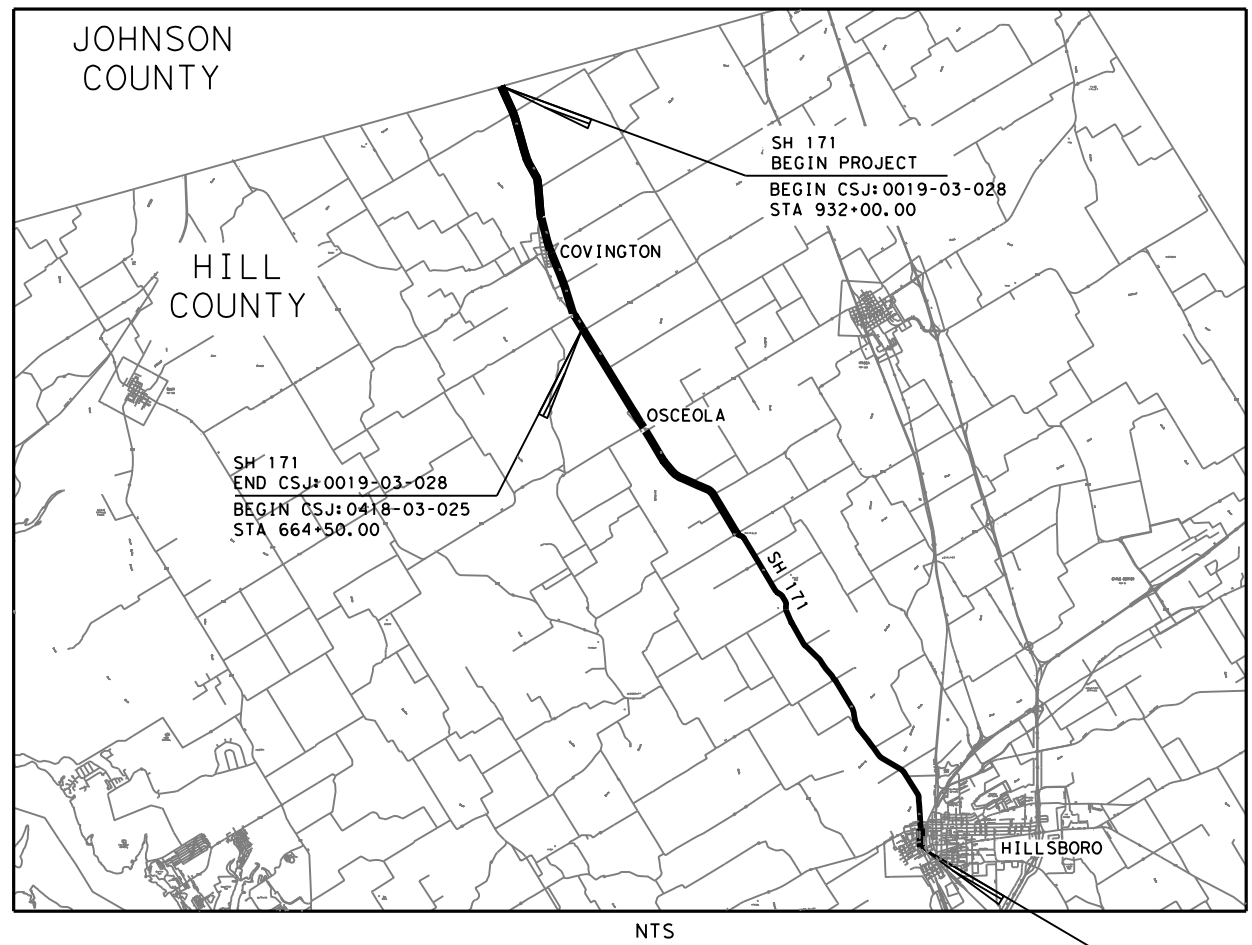 JOHNSON
COUNTY
SH 171
BEGIN PROJECT
BEGIN CSJ:0019-03-028
STA 932+00.00
HILL
COUNTY
COVINGTON
OSCEOLA
SH 171
END CSJ:0019-03-028
BEGIN CSJ:0418-03-025
STA 664+50.00
SH 171
HILLSBORO
NTS